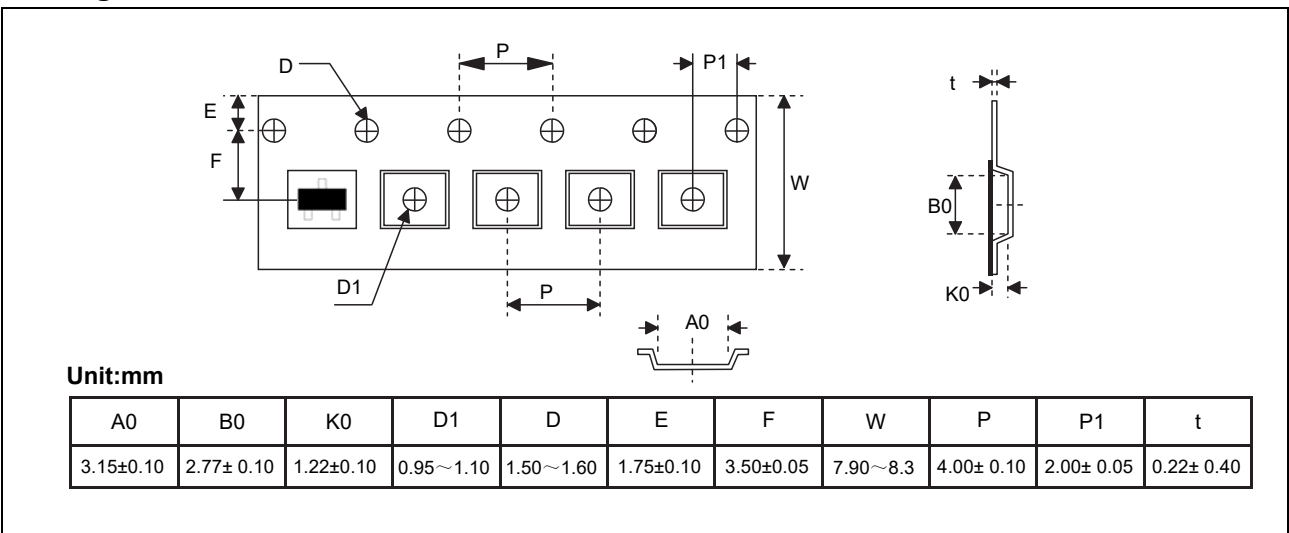 P
P1
D
t
E
F
W
B0
D1
P
K0
A0
Unit:mm
A0 B0 K0 D1 D E F W P P1 t
3.15±0.10 2.77± 0.10 1.22±0.10 0.95～1.10 1.50～1.60 1.75±0.10 3.50±0.05 7.90～8.3 4.00± 0.10 2.00± 0.05 0.22± 0.40